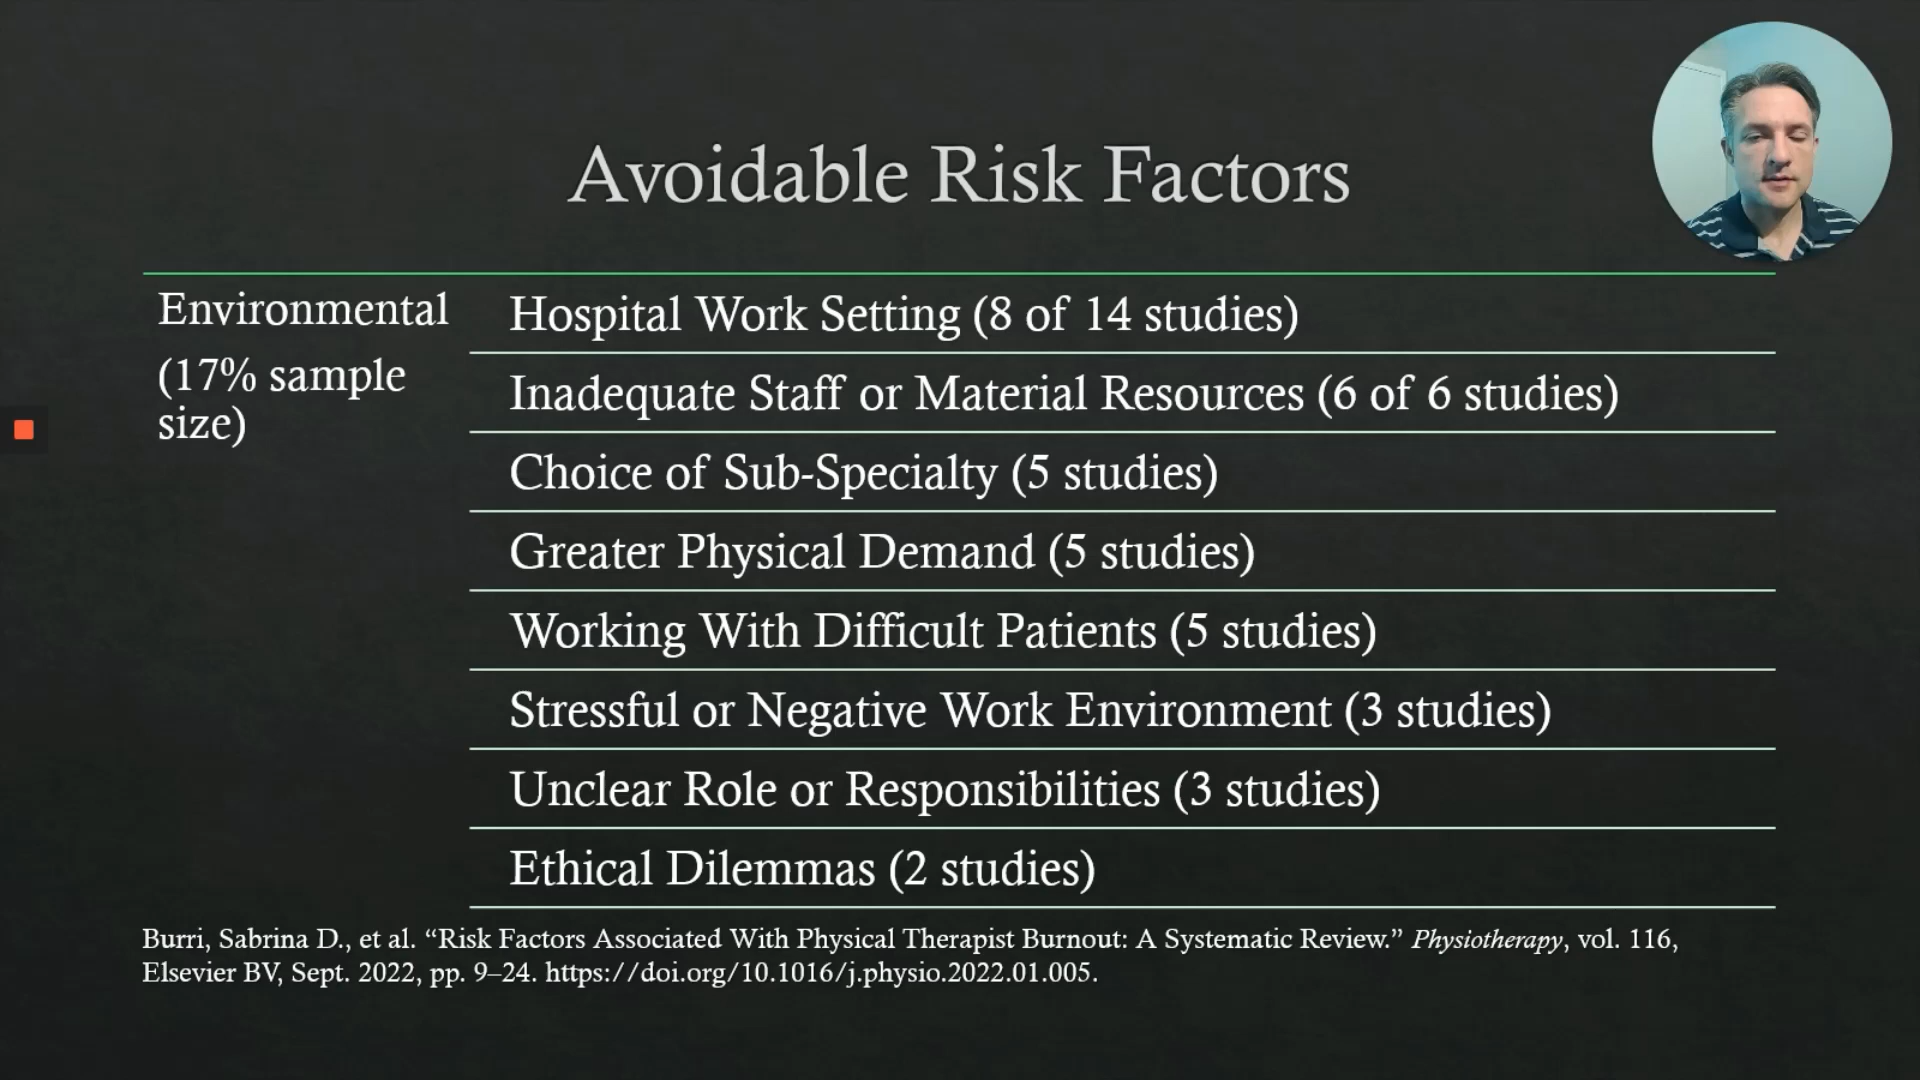 Avoidable Risk Factors
Environmental
(17% sample
size)
Hospital Work Setting (8 of 14 studies)
Inadequate Staff or Material Resources (6 of 6 studies)
Choice of Sub-Specialty (5 studies)
Greater Physical Demand (5 studies)
Working With Difficult Patients (5 studies)
Stressful or Negative Work Environment (3 studies)
Unclear Role or Responsibilities (3 studies)
Ethical Dilemmas (2 studies)
Burri, Sabrina D., et al. “Risk Factors Associated With Physical Therapist Burnout: A Systematic Review.” Physiotherapy, vol. 116,
Elsevier BV, Sept. 2022, pp. 9–24. https://doi.org/10.1016/j.physio.2022.01.005.